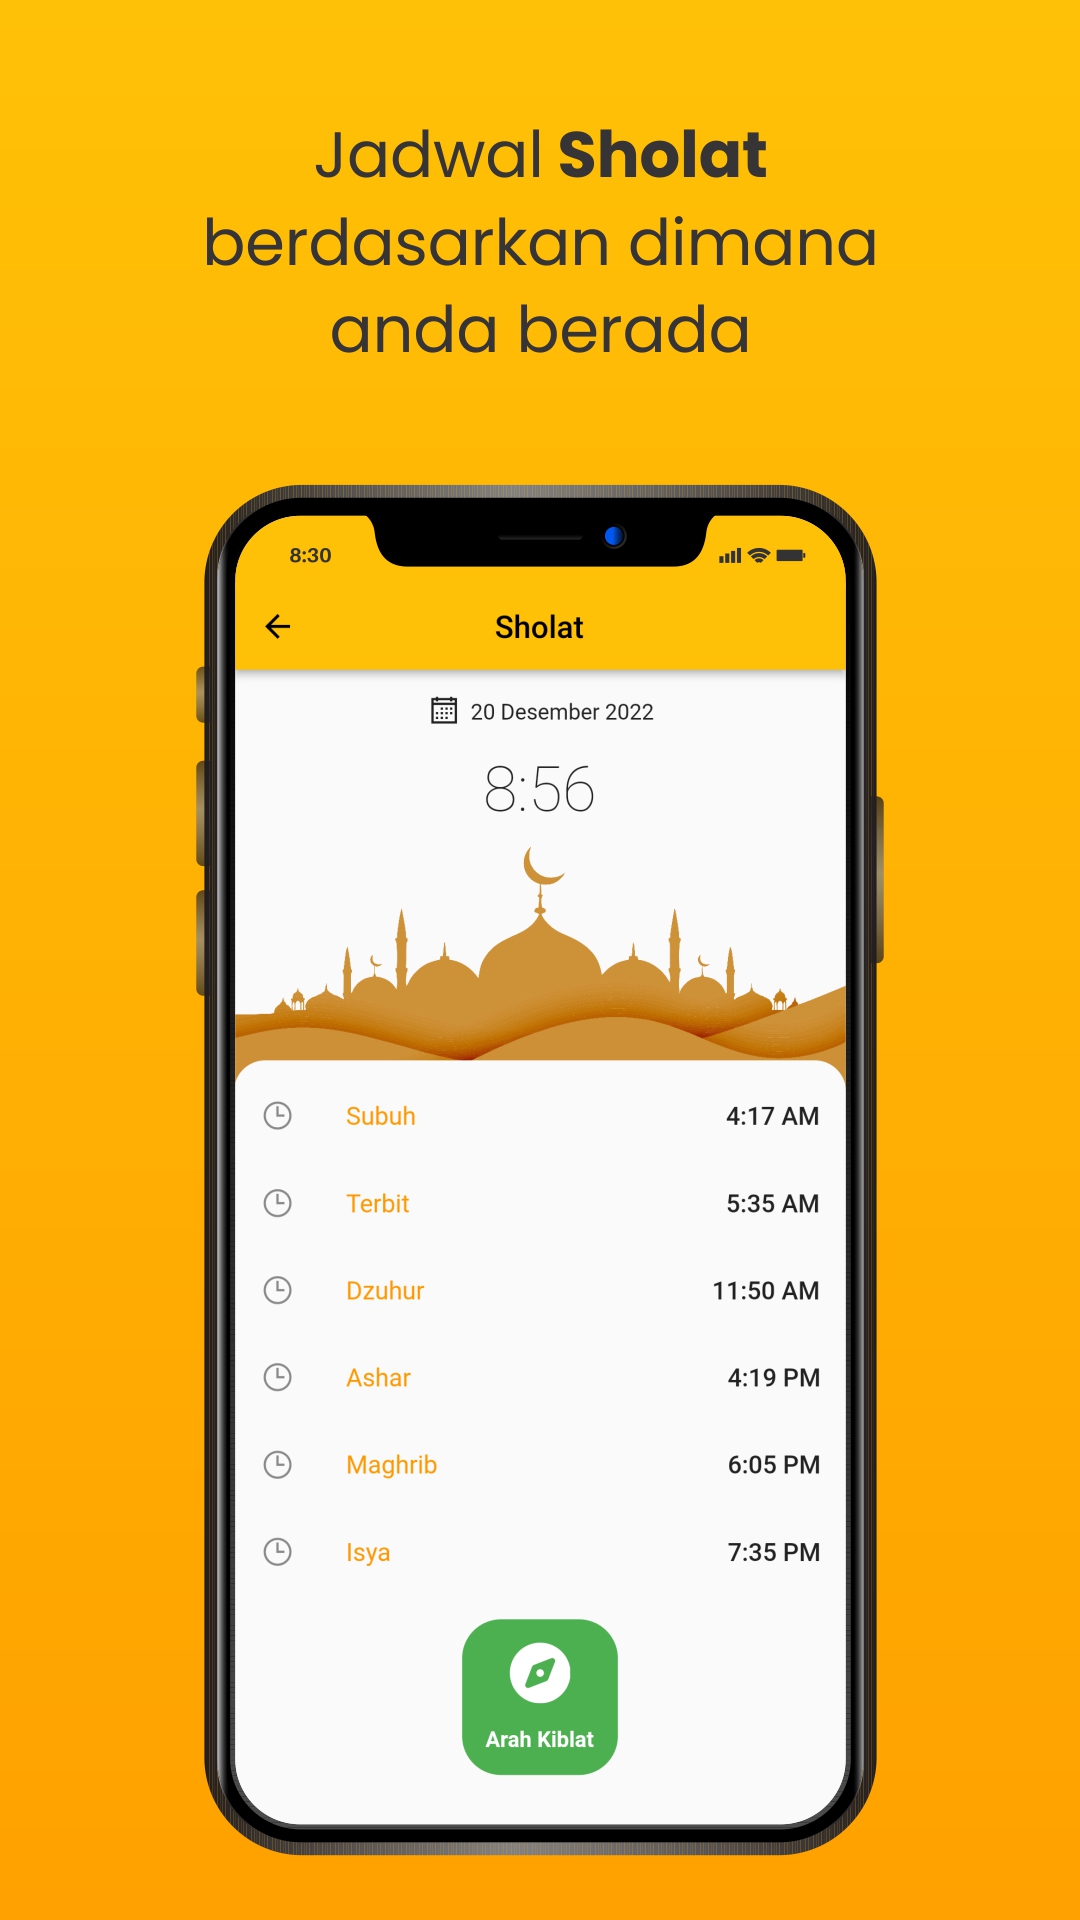 Jadwal Sholat
berdasarkan dimana
anda berada
8:30
Sholat
20 Desember 2022
8:56
Subuh 4:17 AM
Terbit 5:35 AM
Dzuhur 11:50 AM
Ashar 4:19 PM
Maghrib 6:05 PM
Isya 7:35 PM
Arah Kiblat